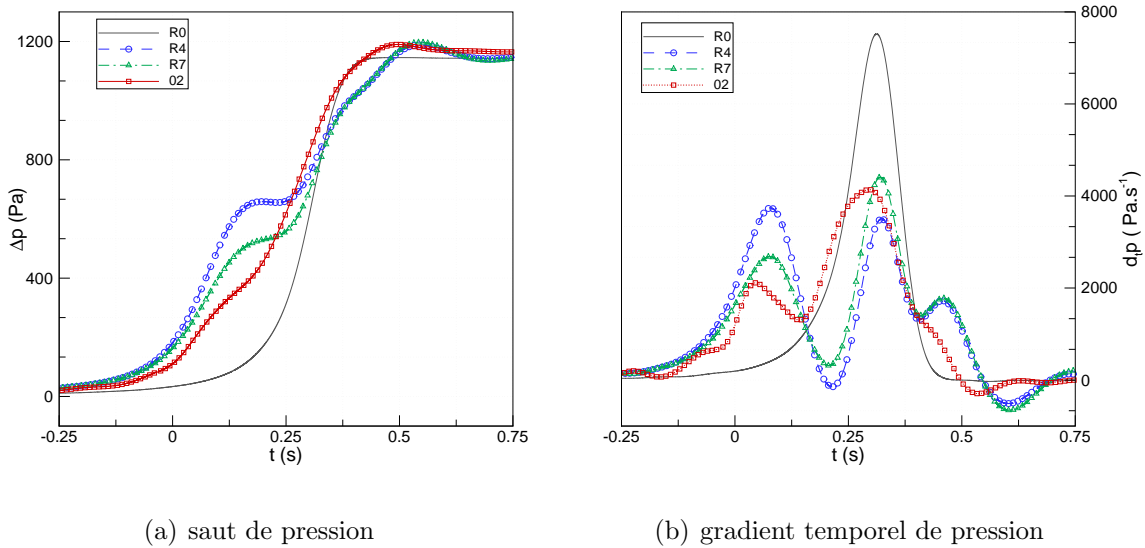 R0
R4
R7
02
1200
800
400
0
Δp (Pa)
-0.25 0 0.25 0.5 0.75
t (s)
R0
R4
R7
02
8000
6000
4000
2000
0
dₜp ( Pa.s⁻¹)
-0.25 0 0.25 0.5 0.75
t (s)
(a) saut de pression
(b) gradient temporel de pression